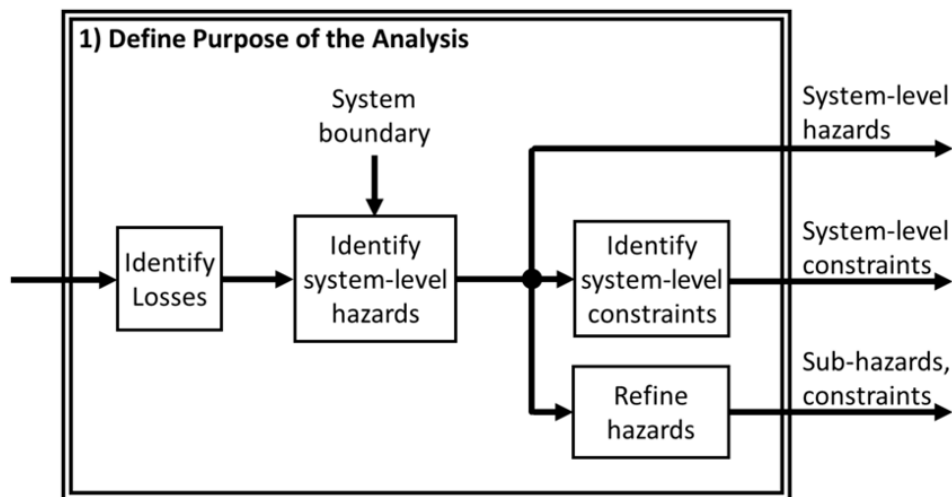 1) Define Purpose of the Analysis
System
boundary
System-level
hazards
Identify
Losses
Identify
system-level
hazards
Identify
system-level
constraints
System-level
constraints
Refine
hazards
Sub-hazards,
constraints